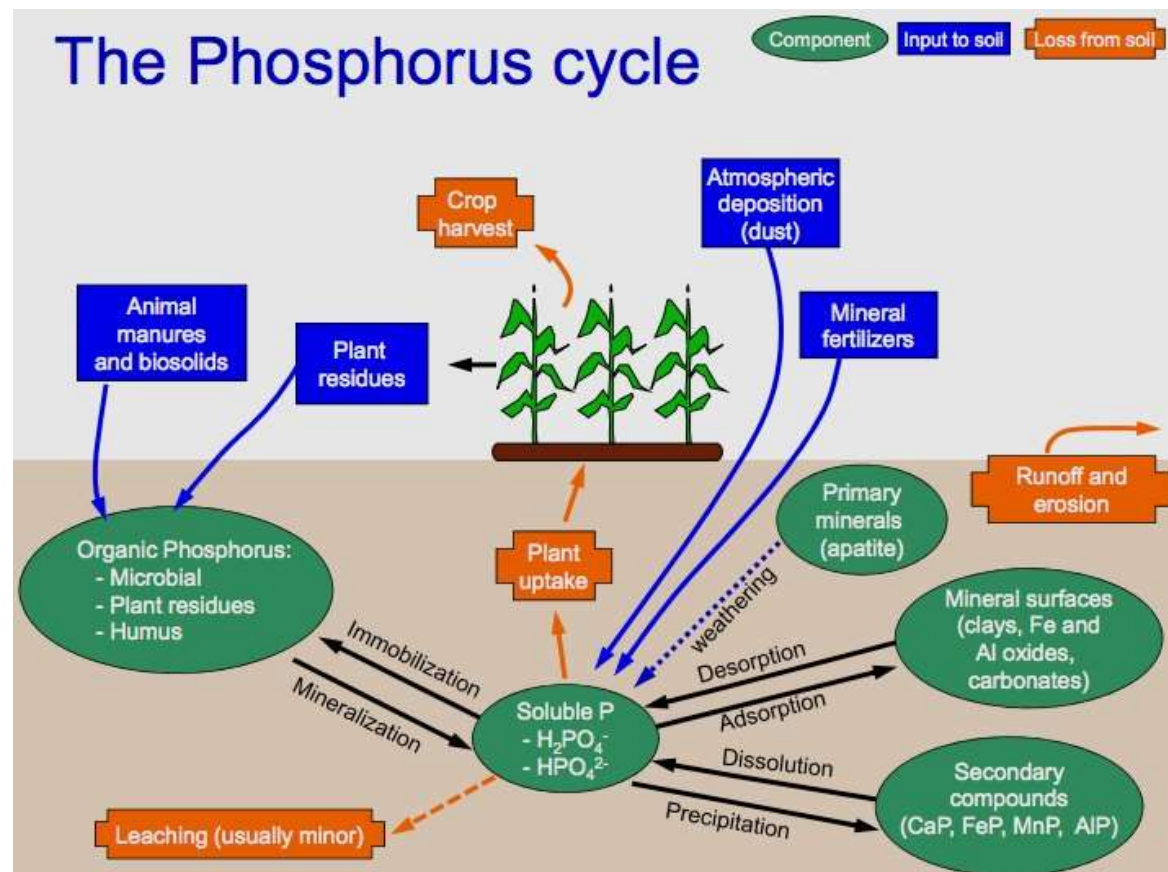 The Phosphorus cycle
Component
Input to soil
Loss from soil
Crop
harvest
Atmospheric
deposition
(dust)
Animal
manures
and biosolids
Plant
residues
Mineral
fertilizers
Runoff and
erosion
Primary
minerals
(apatite)
Organic Phosphorus:
- Microbial
- Plant residues
- Humus
Plant
uptake
weathering
Mineral surfaces
(clays, Fe and
Al oxides,
carbonates)
Immobilization
Mineralization
Desorption
Adsorption
Soluble P
- H₂PO₄⁻
- HPO₄²⁻
Dissolution
Precipitation
Secondary
compounds
(CaP, FeP, MnP, AlP)
Leaching (usually minor)